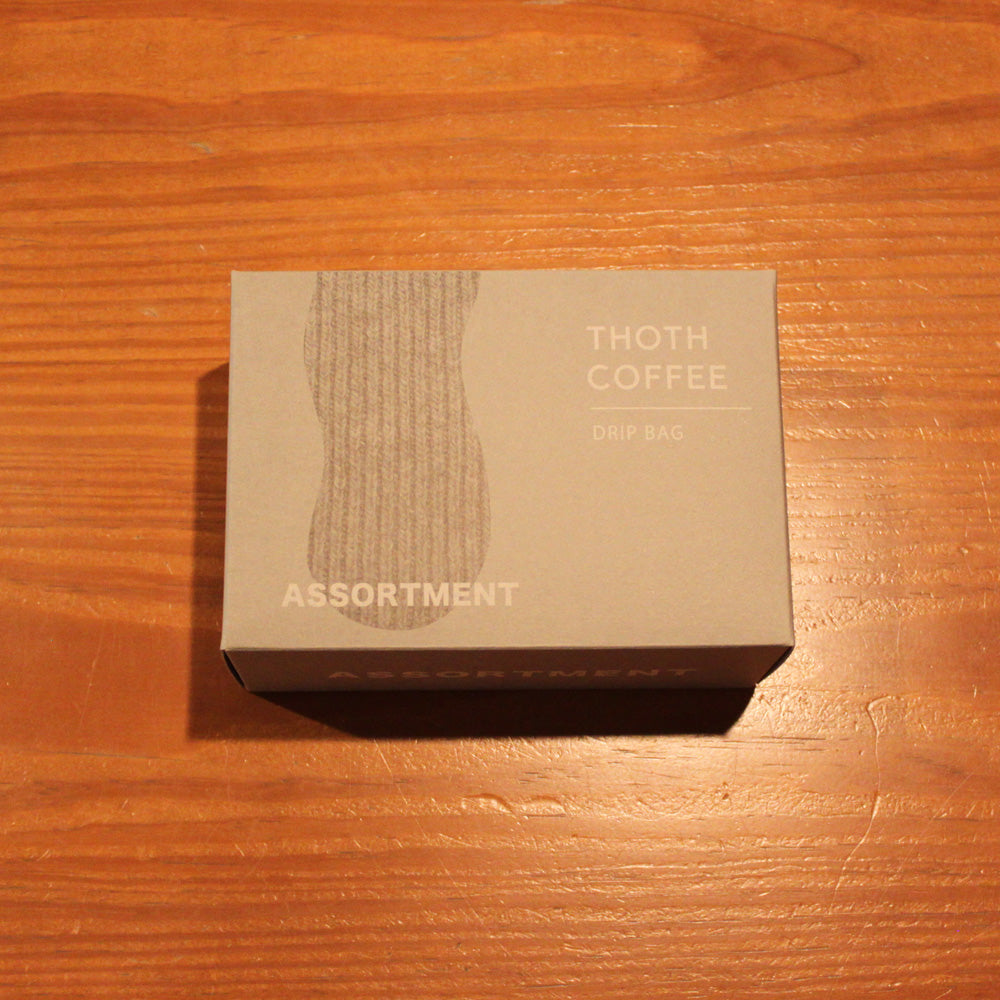 THOTH
COFFEE
DRIP BAG
ASSORTMENT
ASSORTMENT